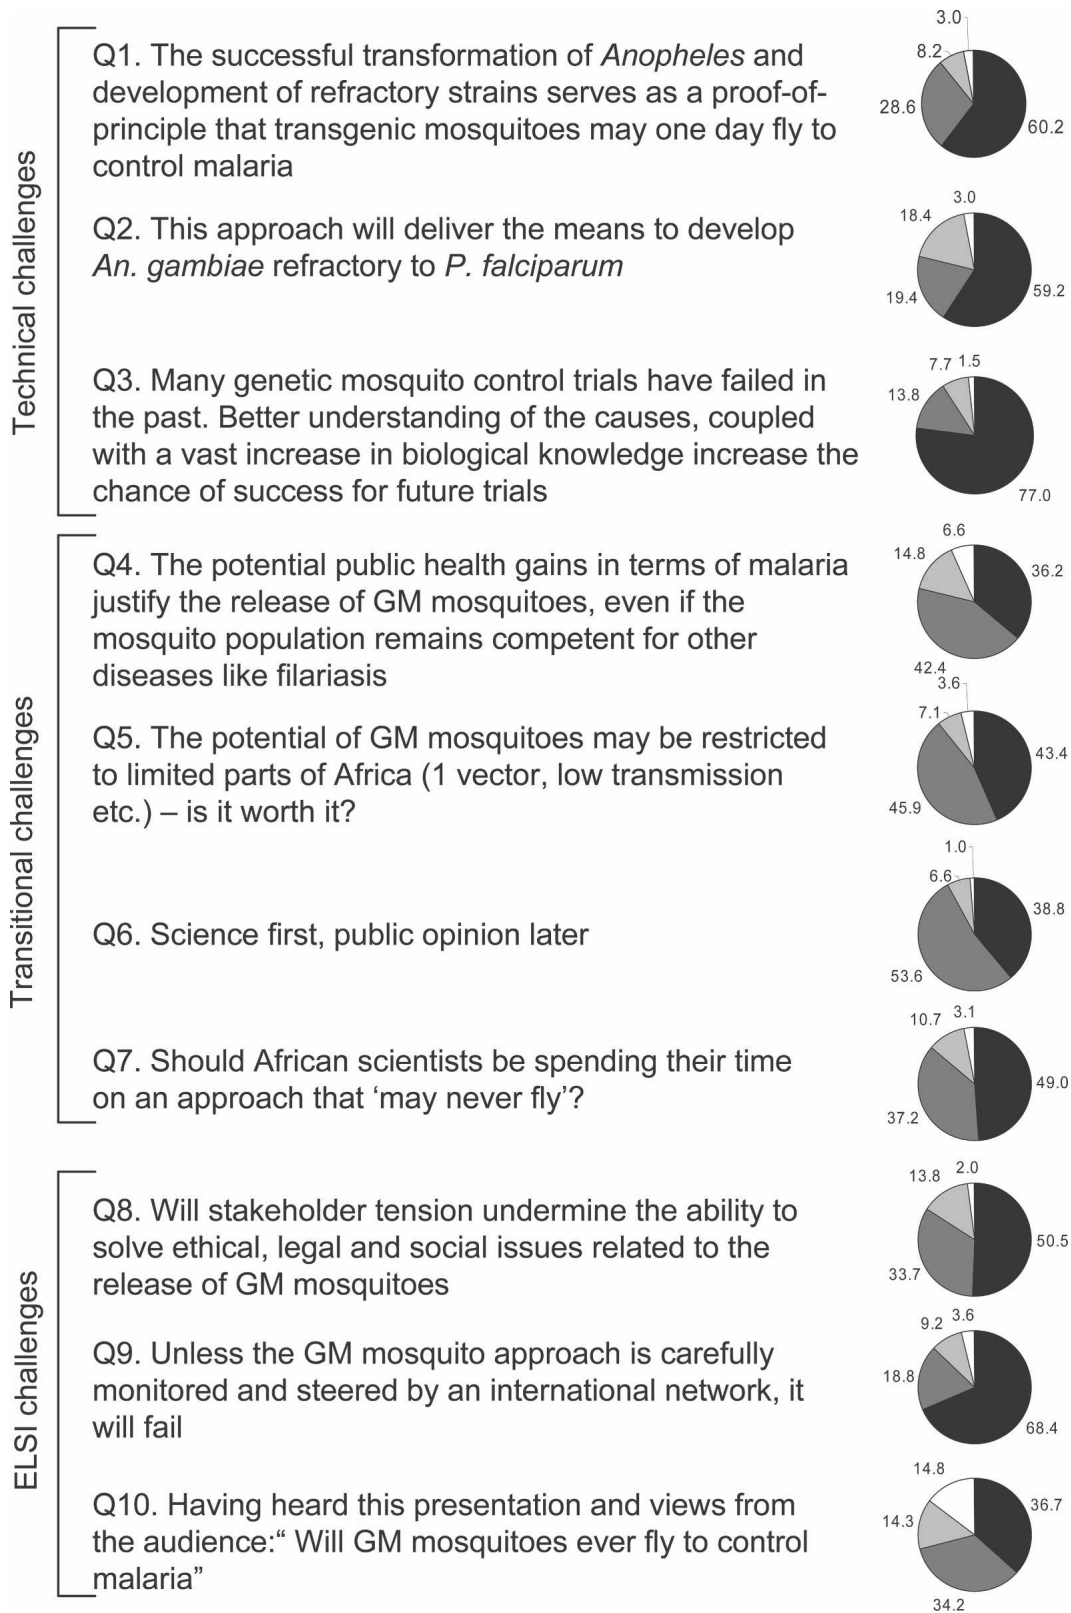 Technical challenges
Q1. The successful transformation of Anopheles and
development of refractory strains serves as a proof-of-
principle that transgenic mosquitoes may one day fly to
control malaria
3.0
8.2
28.6
60.2
Q2. This approach will deliver the means to develop
An. gambiae refractory to P. falciparum
3.0
18.4
19.4
59.2
Q3. Many genetic mosquito control trials have failed in
the past. Better understanding of the causes, coupled
with a vast increase in biological knowledge increase the
chance of success for future trials
7.7 1.5
13.8
77.0
Transitional challenges
Q4. The potential public health gains in terms of malaria
justify the release of GM mosquitoes, even if the
mosquito population remains competent for other
diseases like filariasis
6.6
14.8
36.2
42.4
Q5. The potential of GM mosquitoes may be restricted
to limited parts of Africa (1 vector, low transmission
etc.) – is it worth it?
3.6
7.1
43.4
45.9
Q6. Science first, public opinion later
1.0
6.6
38.8
53.6
Q7. Should African scientists be spending their time
on an approach that ‘may never fly’?
10.7 3.1
49.0
37.2
ELSI challenges
Q8. Will stakeholder tension undermine the ability to
solve ethical, legal and social issues related to the
release of GM mosquitoes
13.8 2.0
50.5
33.7
Q9. Unless the GM mosquito approach is carefully
monitored and steered by an international network, it
will fail
9.2 3.6
18.8
68.4
Q10. Having heard this presentation and views from
the audience:“ Will GM mosquitoes ever fly to control
malaria”
14.8
36.7
14.3
34.2